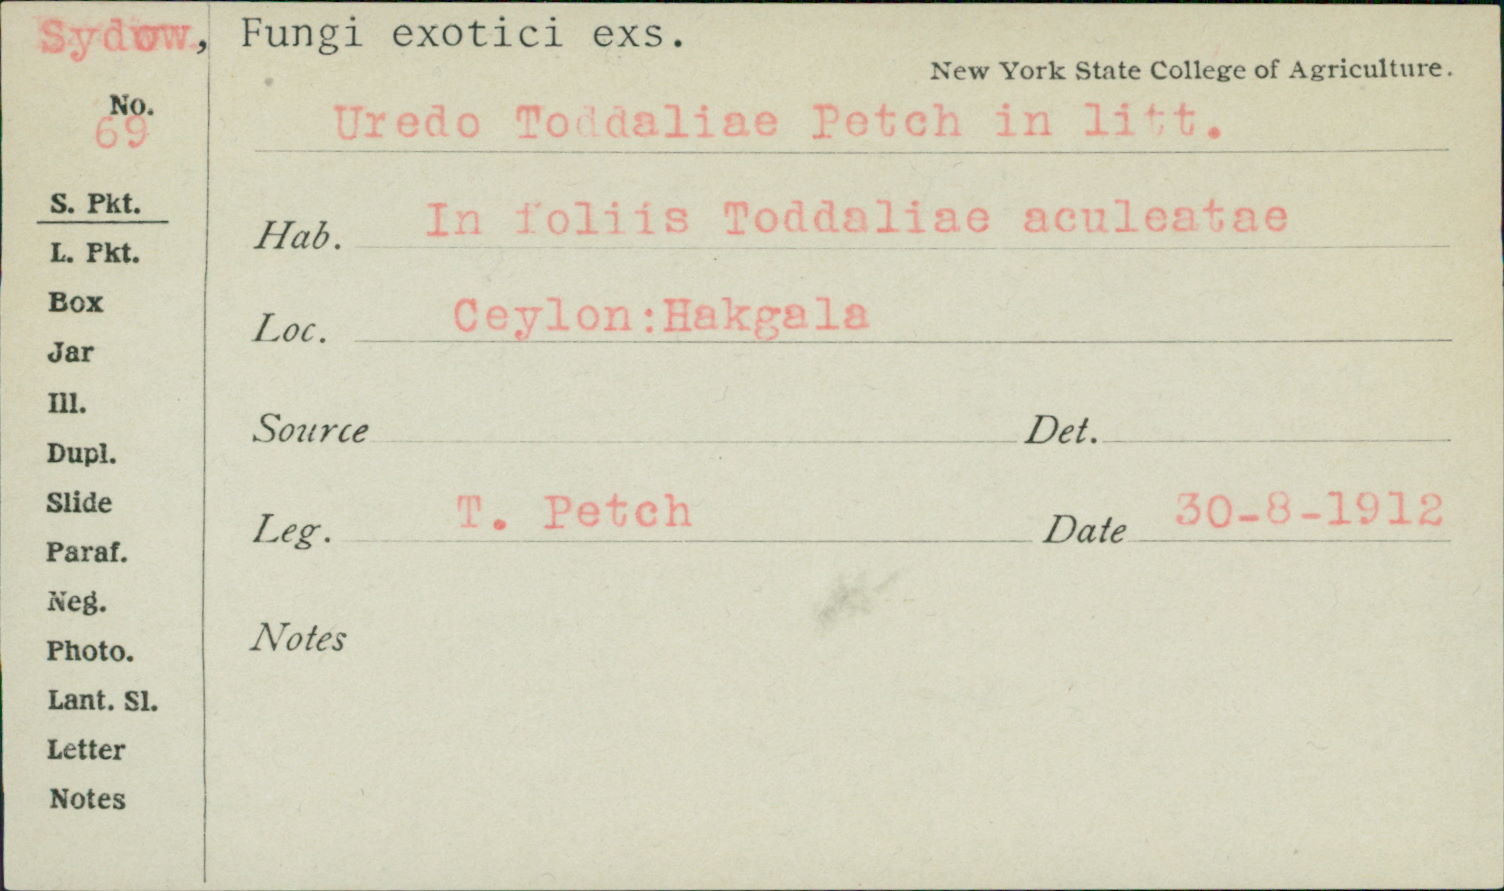 Sydow, Fungi exotici exs.
New York State College of Agriculture.
No.
69
Uredo Toddaliae Petch in litt.
S. Pkt.
L. Pkt.
Box
Jar
Ill.
Dupl.
Slide
Paraf.
Neg.
Photo.
Lant. Sl.
Letter
Notes
Hab. In foliis Toddaliae aculeatae
Loc. Ceylon:Hakgala
Source Det.
Leg. T. Petch Date 30-8-1912
Notes